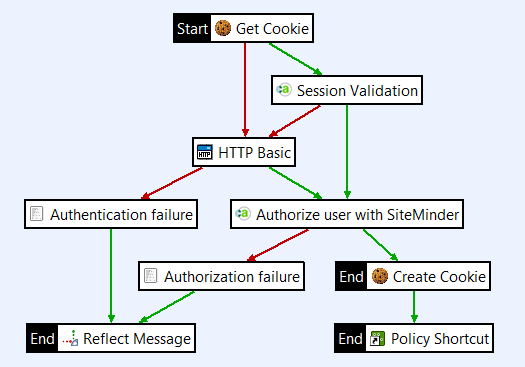 Start Get Cookie
Session Validation
HTTP HTTP Basic
Authentication failure
a Authorize user with SiteMinder
Authorization failure
End Create Cookie
End Reflect Message
End Policy Shortcut